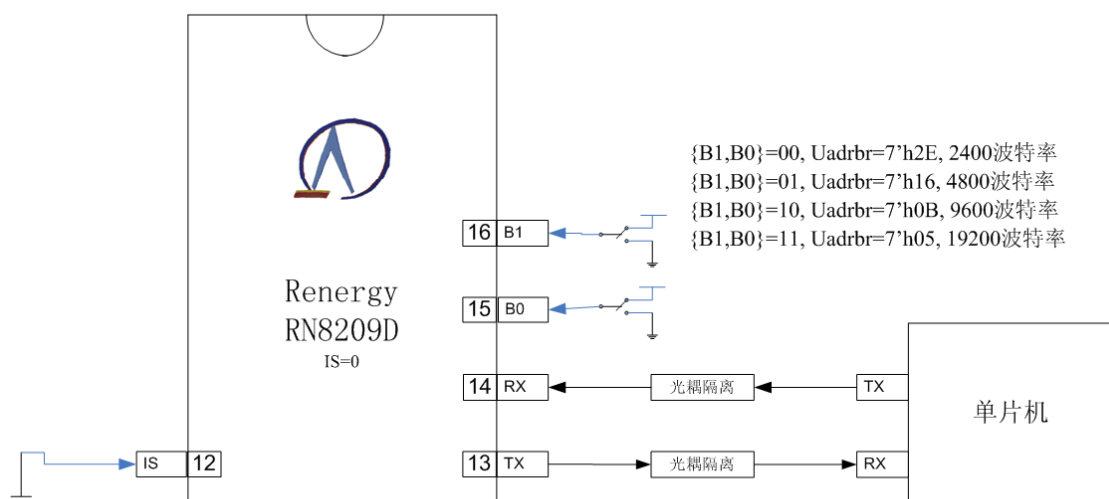 {B1,B0}=00, Uadrbr=7'h2E, 2400波特率
{B1,B0}=01, Uadrbr=7'h16, 4800波特率
{B1,B0}=10, Uadrbr=7'h0B, 9600波特率
{B1,B0}=11, Uadrbr=7'h05, 19200波特率
16 B1
Renergy
RN8209D
IS=0
15 B0
14 RX 光耦隔离 TX
单片机
IS 12
13 TX 光耦隔离 RX